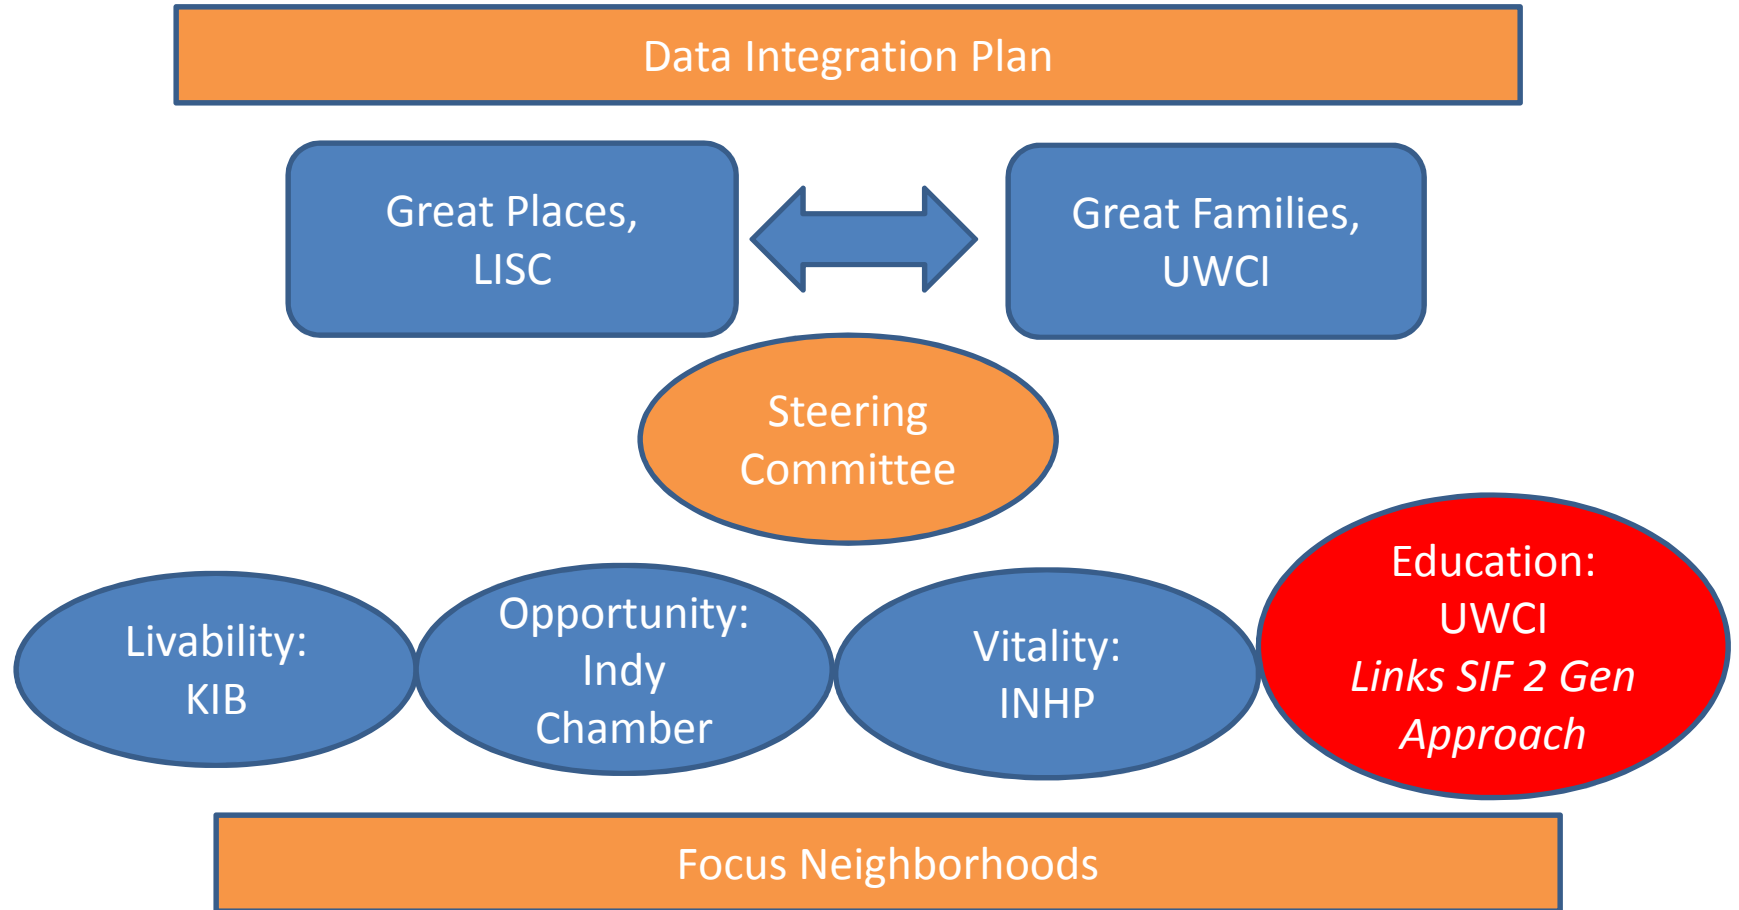 Data Integration Plan
Great Places,
LISC
Great Families,
UWCI
Steering
Committee
Livability:
KIB
Opportunity:
Indy
Chamber
Vitality:
INHP
Education:
UWCI
Links SIF 2 Gen
Approach
Focus Neighborhoods